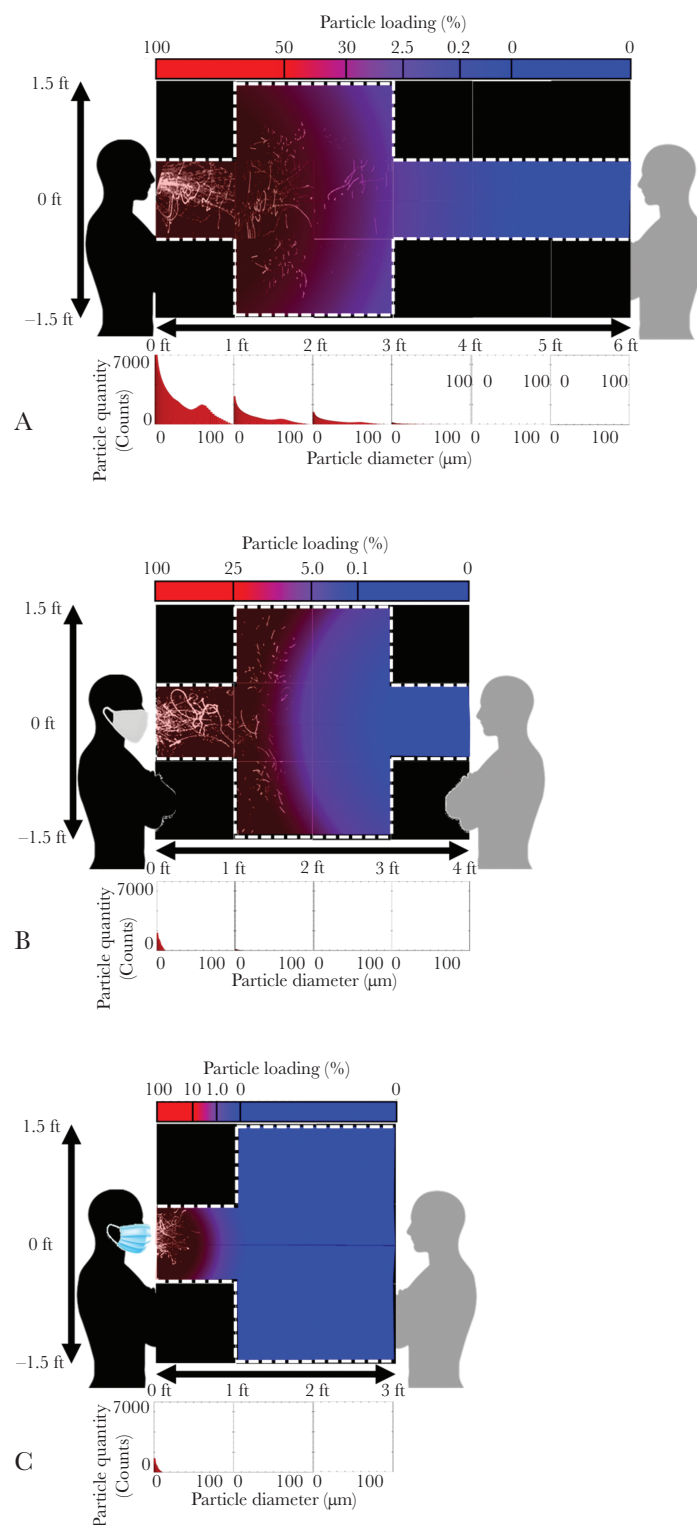 Particle loading (%)
100 50 30 2.5 0.2 0 0
1.5 ft
0 ft
–1.5 ft
0 ft 1 ft 2 ft 3 ft 4 ft 5 ft 6 ft
7000
100 0 100 0 100
0
0 100 0 100 0 100 0 100 0 100 0 100
Particle quantity
(Counts)
Particle diameter (μm)
A
Particle loading (%)
100 25 5.0 0.1 0
1.5 ft
0 ft
–1.5 ft
0 ft 1 ft 2 ft 3 ft 4 ft
7000
0
0 100 0 100 0 100 0 100
Particle quantity
(Counts)
Particle diameter (μm)
B
Particle loading (%)
100 10 1.0 0 0
1.5 ft
0 ft
–1.5 ft
0 ft 1 ft 2 ft 3 ft
7000
0
0 100 0 100 0 100
Particle quantity
(Counts)
Particle diameter (μm)
C